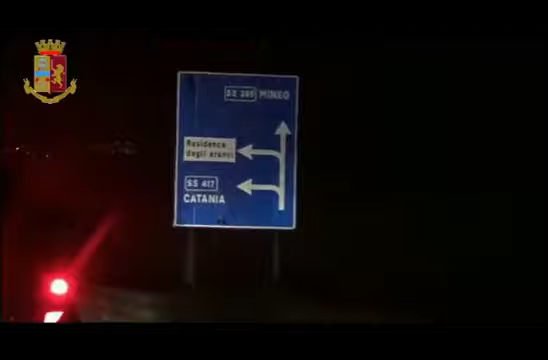 SS 385 MINEO
Residence
degli aranci
SS 417
CATANIA